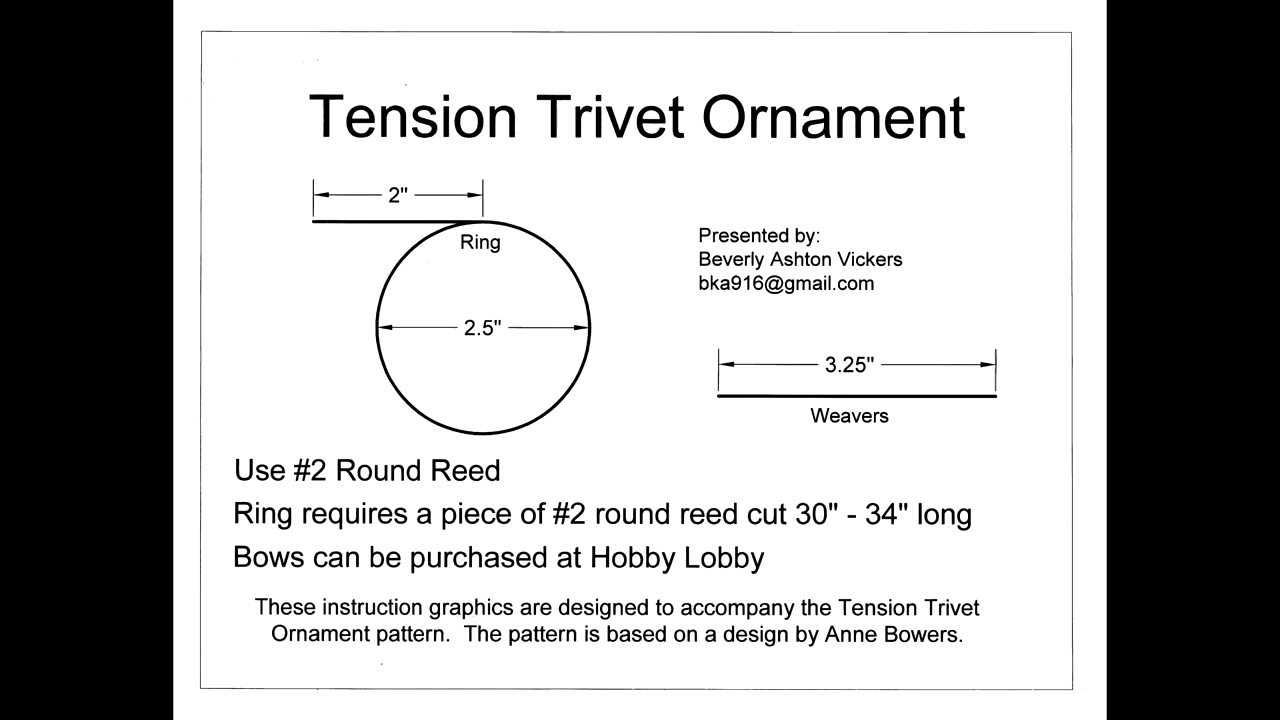 Tension Trivet Ornament
2"
Ring
2.5"
Presented by:
Beverly Ashton Vickers
bka916@gmail.com
3.25"
Weavers
Use #2 Round Reed
Ring requires a piece of #2 round reed cut 30" - 34" long
Bows can be purchased at Hobby Lobby
These instruction graphics are designed to accompany the Tension Trivet
Ornament pattern.  The pattern is based on a design by Anne Bowers.